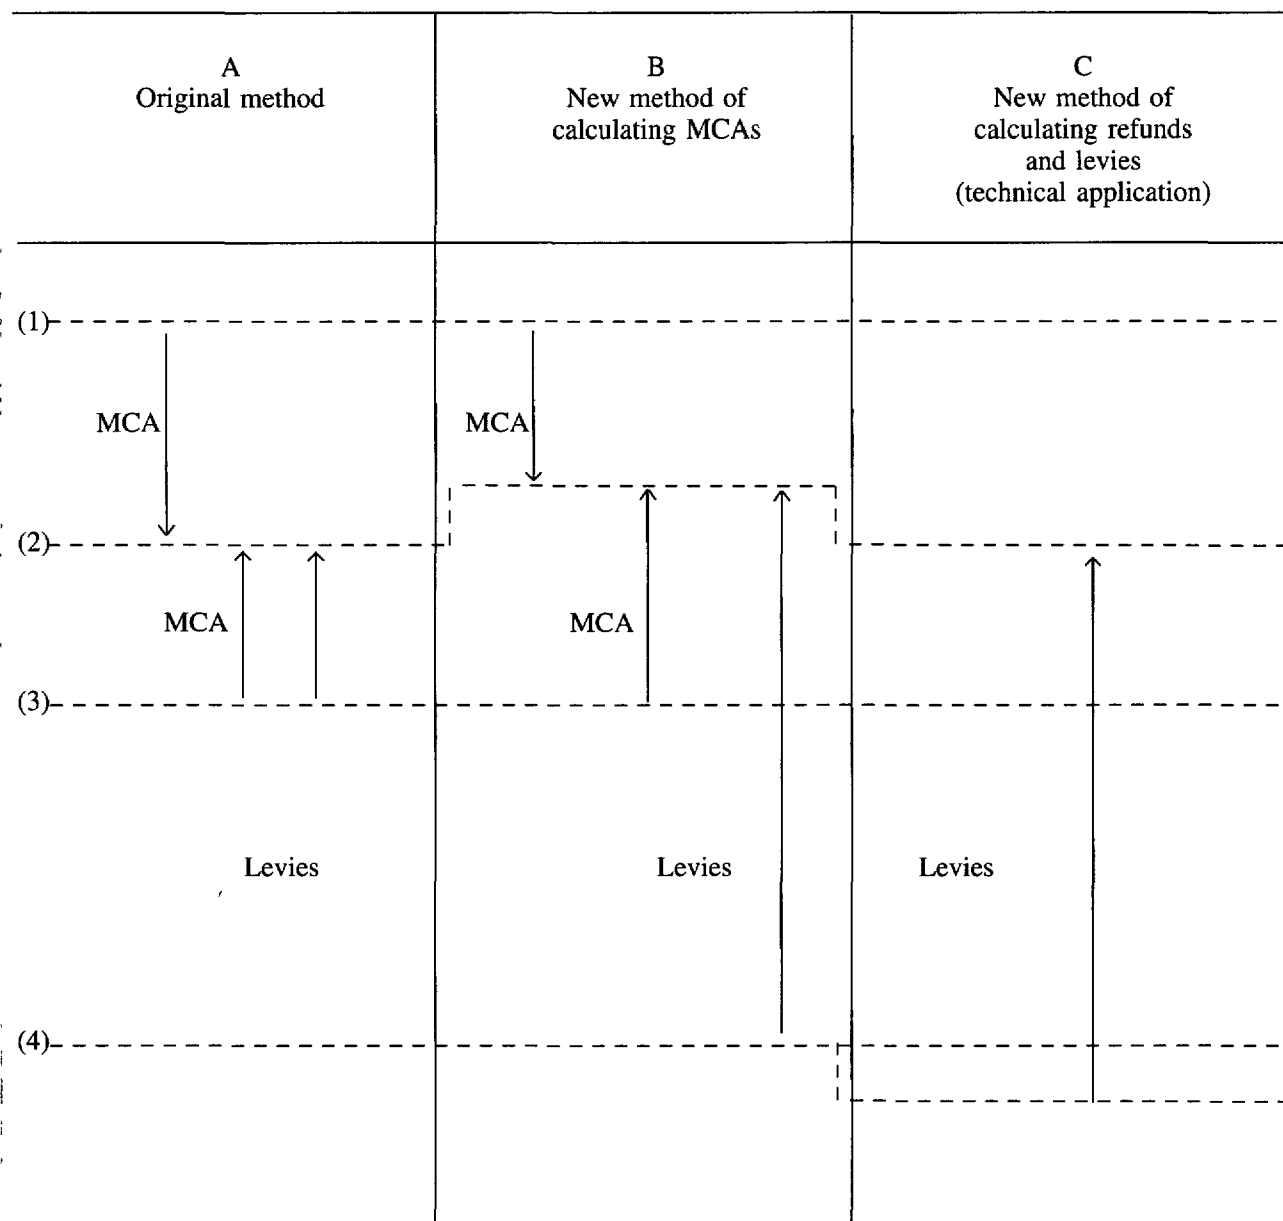 A
Original method
B
New method of
calculating MCAs
C
New method of
calculating refunds
and levies
(technical application)
(1)
MCA
MCA
(2)
MCA
MCA
(3)
Levies
Levies
Levies
(4)